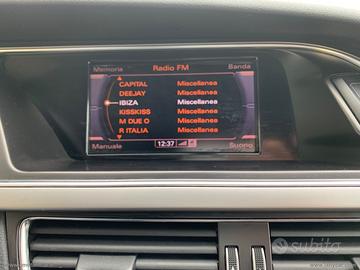 Memoria Radio FM Banda
CAPITAL Miscellanea
DEEJAY Miscellanea
IBIZA Miscellanea
KISSKISS Miscellanea
M DUE O Miscellanea
R ITALIA Miscellanea
Manuale 12:37 Suono
subito